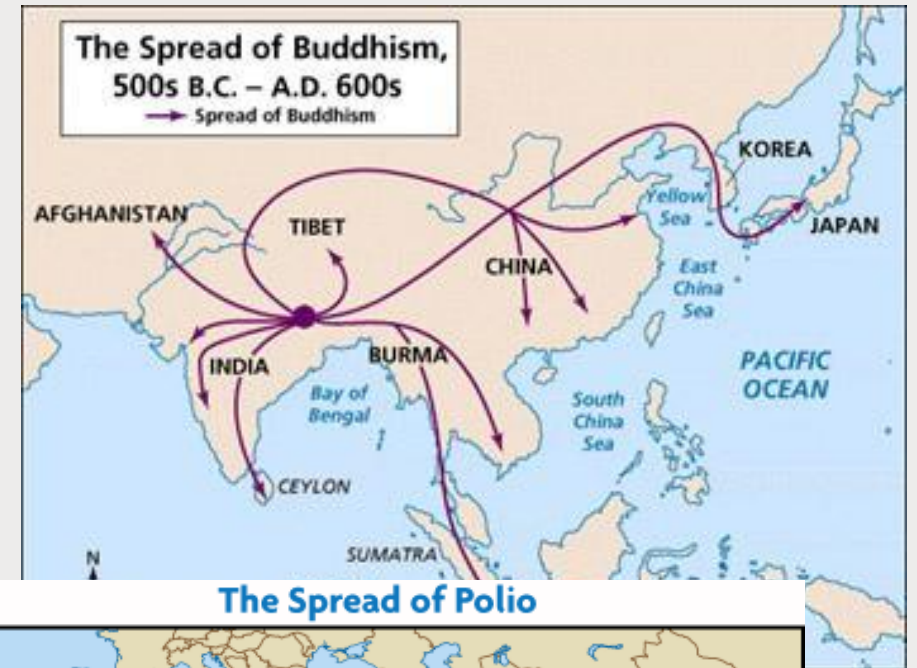 The Spread of Buddhism,
500s B.C. – A.D. 600s
Spread of Buddhism
KOREA
AFGHANISTAN
TIBET
Yellow
Sea
JAPAN
CHINA
East
China
Sea
INDIA
BURMA
PACIFIC
OCEAN
Bay of
Bengal
South
China
Sea
CEYLON
SUMATRA
N
The Spread of Polio